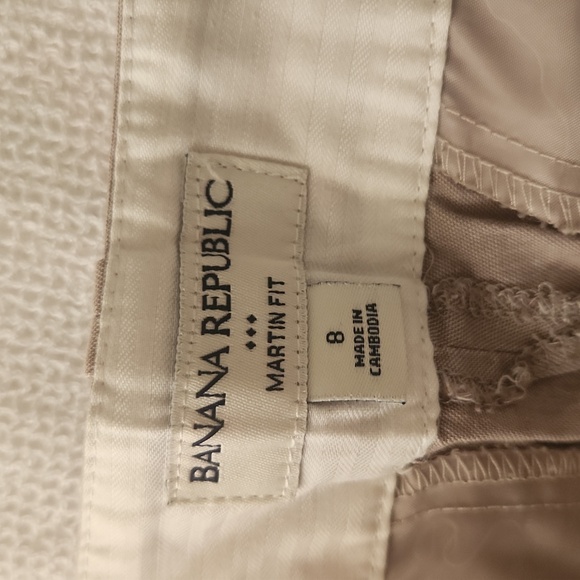 BANANA REPUBLIC
♦♦♦
MARTIN FIT
8
MADE IN
CAMBODIA